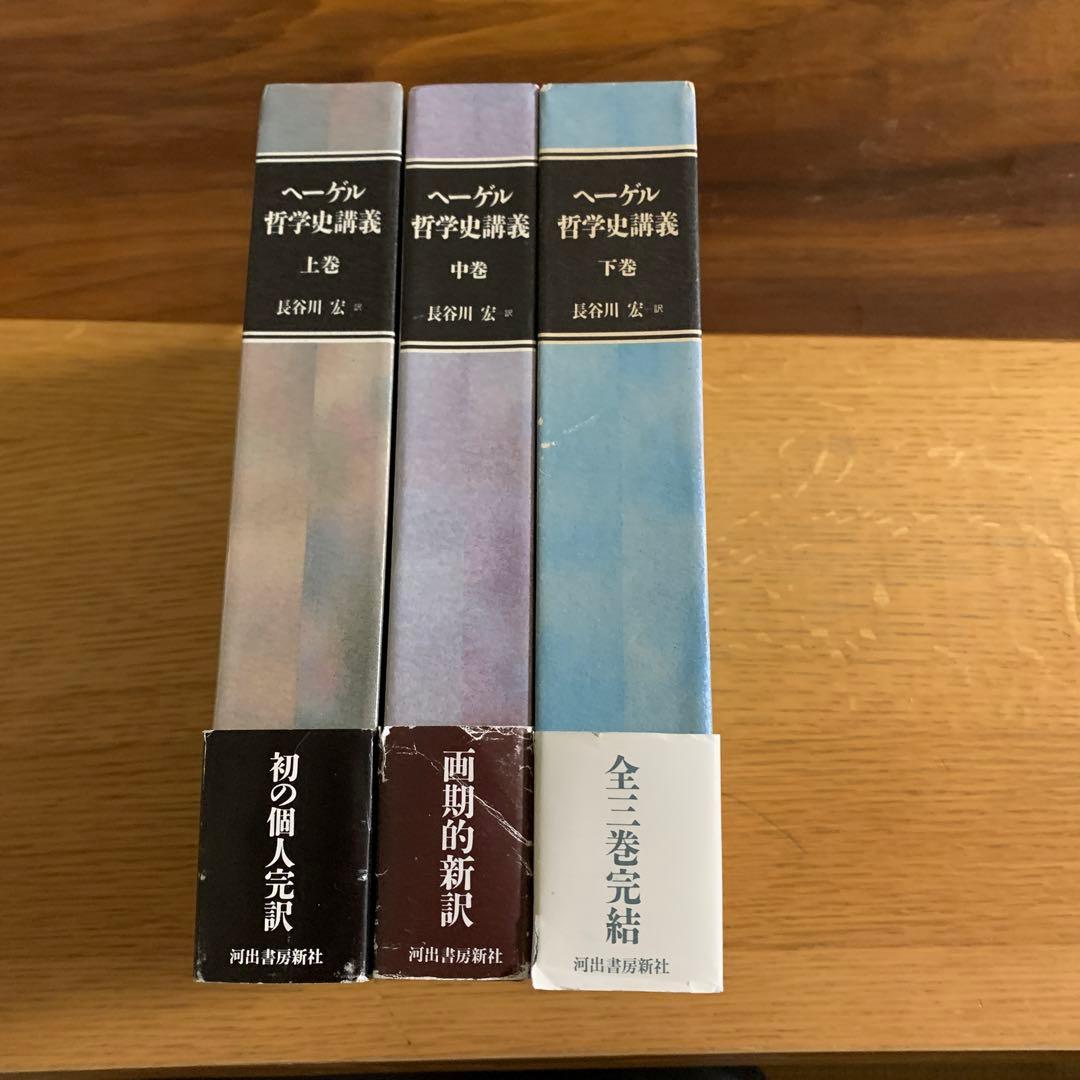 ヘーゲル
哲学史講義
上巻
長谷川 宏 訳
初の個人完訳
河出書房新社
ヘーゲル
哲学史講義
中巻
長谷川 宏 訳
画期的新訳
河出書房新社
ヘーゲル
哲学史講義
下巻
長谷川 宏 訳
全三巻完結
河出書房新社